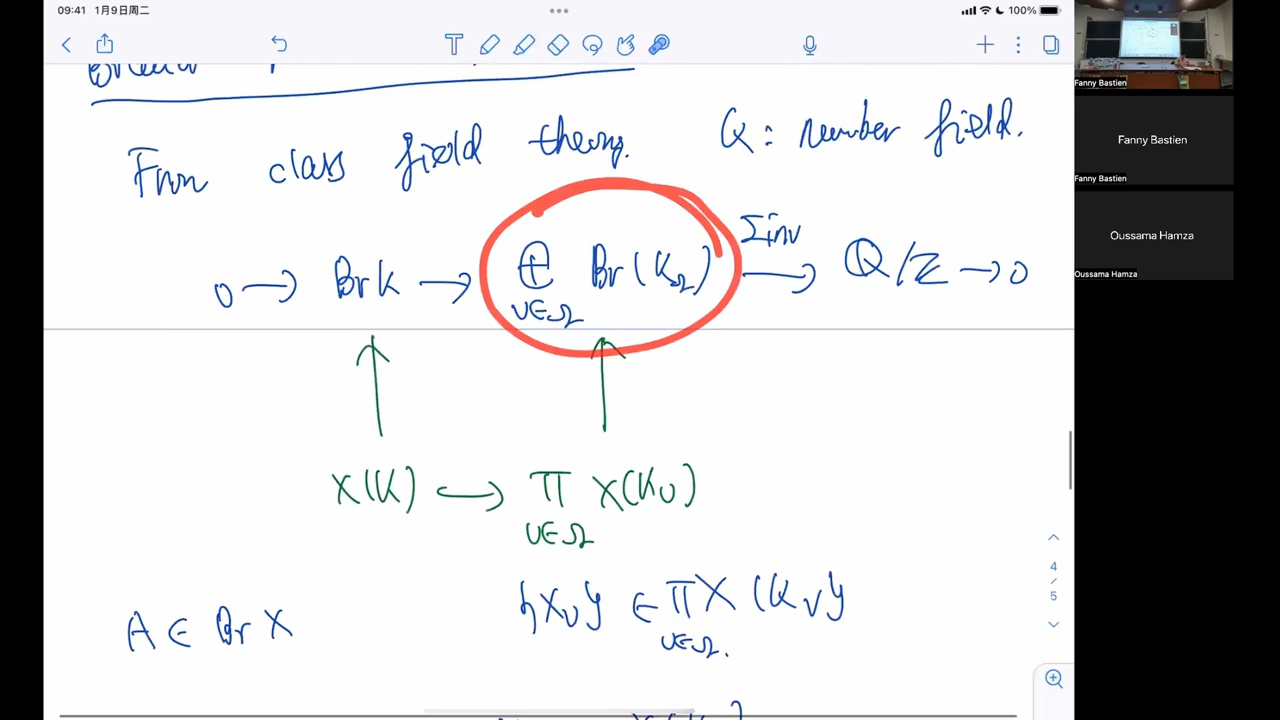 09:41 1月9日周二
100%
From class field theory. Q : number field.
0 → Br K → ⊕ Br(K_Ω) → Q/Z → 0
v∈Ω
Σinv
X(K) ↪ ∏ X(K_v)
v∈Ω
{x_v} ∈ ∏ X(K_v)
v∈Ω.
A ∈ Br X
4
/
5
Fanny Bastien
Fanny Bastien
Fanny Bastien
Oussama Hamza
Oussama Hamza